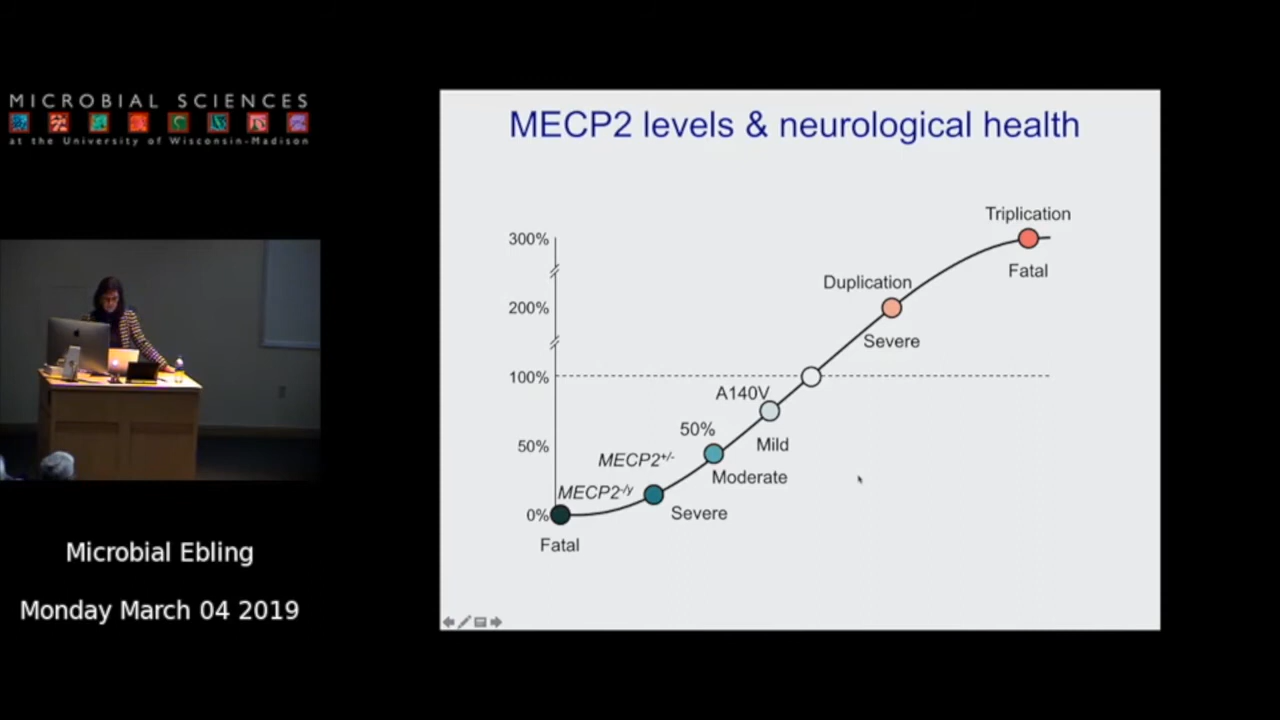 MICROBIAL SCIENCES
at the University of Wisconsin-Madison
Microbial Ebling
Monday March 04 2019
MECP2 levels & neurological health
Triplication
300%
Fatal
Duplication
200%
Severe
100%
A140V
50%
Mild
50%
MECP2+/-
Moderate
MECP2-/y
Severe
0%
Fatal